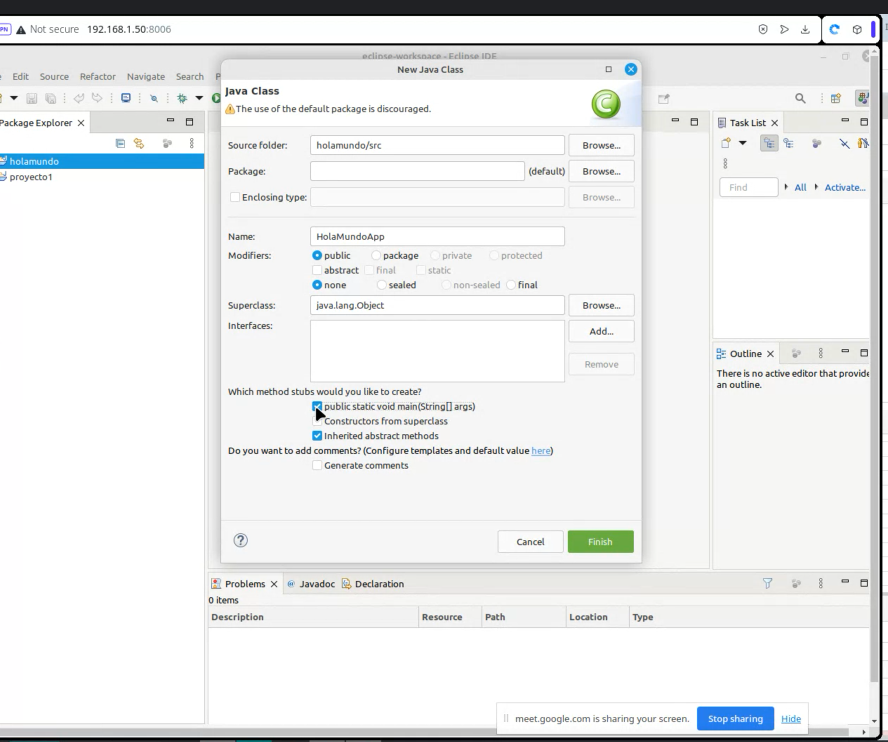 PN Not secure 192.168.1.50:8006
eclipse-workspace - Eclipse IDE
Edit Source Refactor Navigate Search P
Package Explorer
holamundo
proyecto1
New Java Class
Java Class
The use of the default package is discouraged.
Source folder: holamundo/src Browse...
Package: (default) Browse...
Enclosing type: Browse...
Name: HolaMundoApp
Modifiers: public package private protected
abstract final static
none sealed non-sealed final
Superclass: java.lang.Object Browse...
Interfaces: Add...
Remove
Which method stubs would you like to create?
public static void main(String[] args)
Constructors from superclass
Inherited abstract methods
Do you want to add comments? (Configure templates and default value here)
Generate comments
Cancel Finish
Task List
Find All Activate...
Outline
There is no active editor that provide
an outline.
Problems Javadoc Declaration
0 items
Description Resource Path Location Type
meet.google.com is sharing your screen. Stop sharing Hide